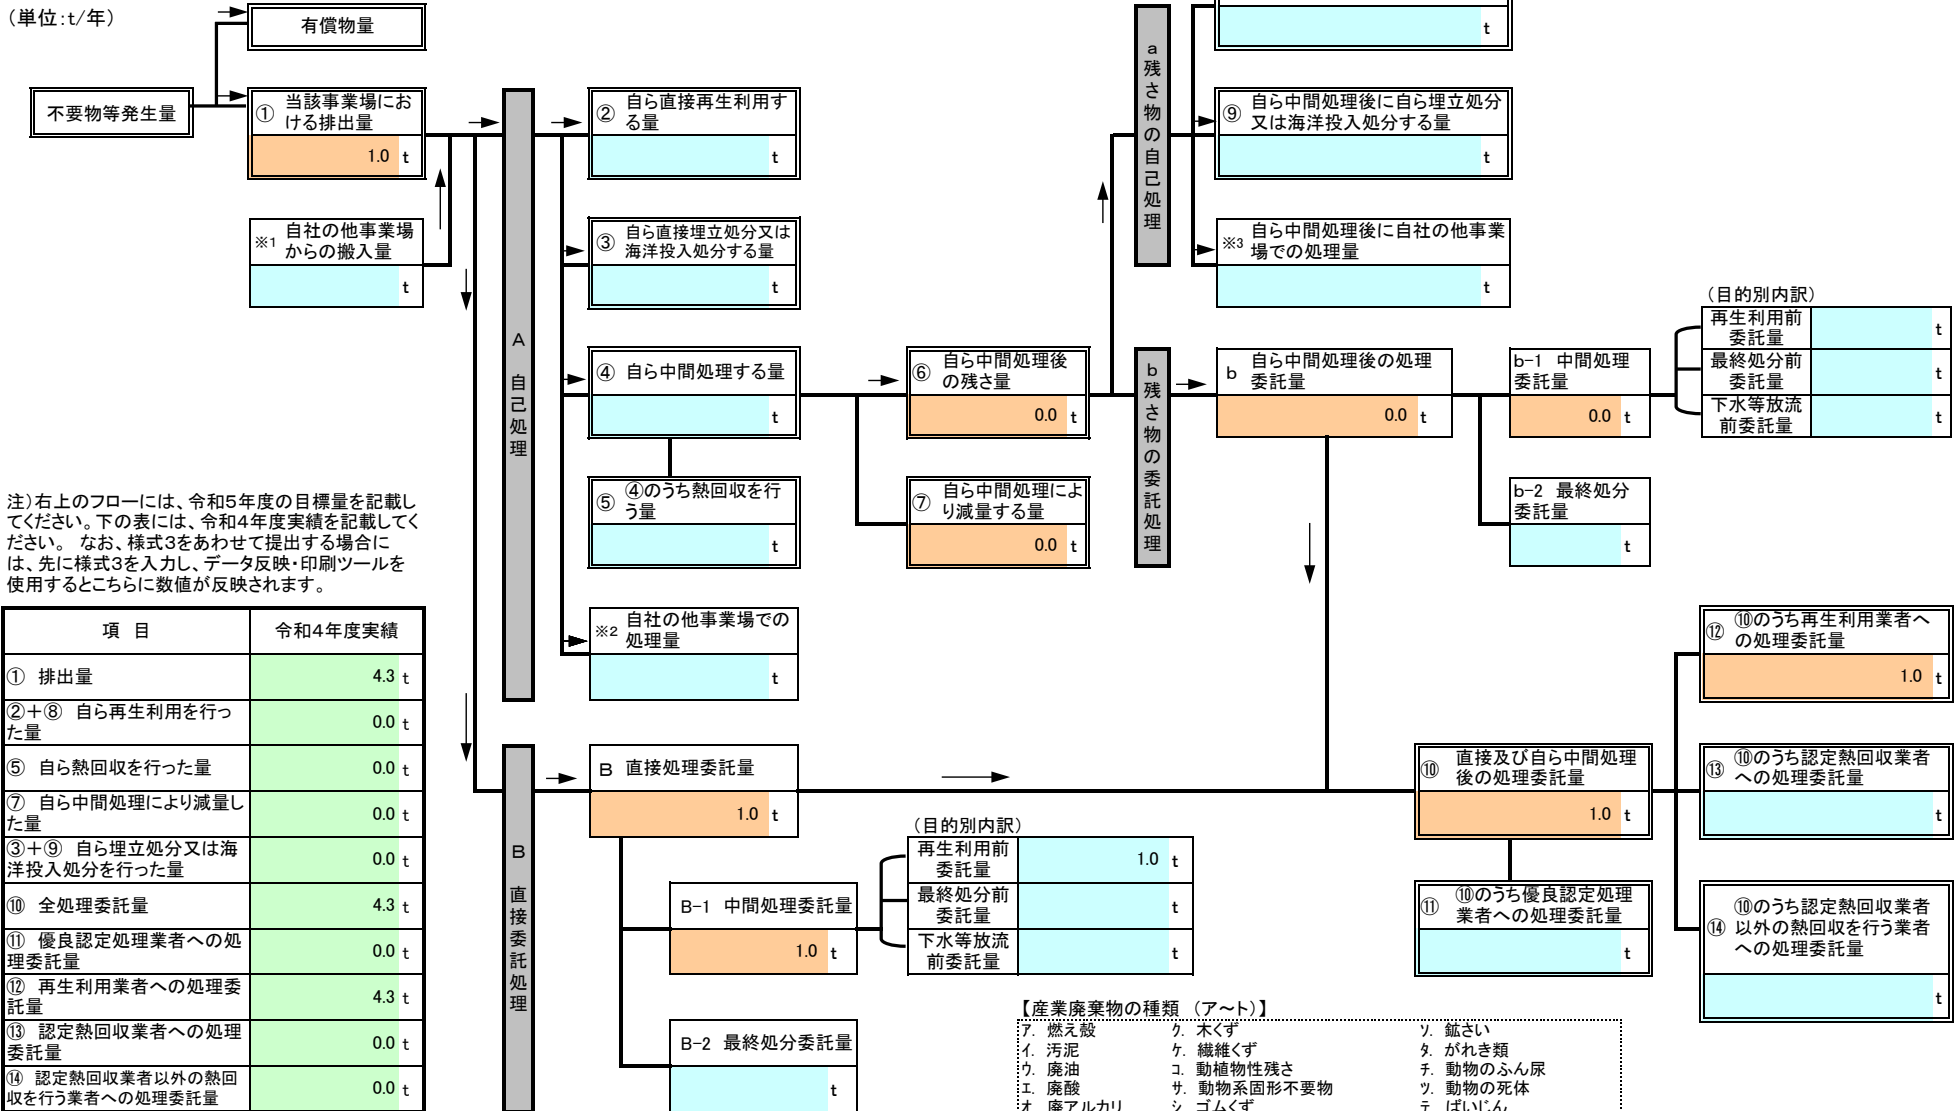 （単位：t/年）
有償物量
不要物等発生量
① 当該事業場にお
ける排出量
1.0 t
※1 自社の他事業場
からの搬入量
t
A 自己処理
② 自ら直接再生利用す
る量
t
③ 自ら直接埋立処分又は
海洋投入処分する量
t
④ 自ら中間処理する量
t
⑤ ④のうち熱回収を行
う量
t
※2 自社の他事業場での
処理量
t
⑥ 自ら中間処理後
の残さ量
0.0 t
⑦ 自ら中間処理によ
り減量する量
0.0 t
a 残さ物の自己処理
t
⑨ 自ら中間処理後に自ら埋立処分
又は海洋投入処分する量
t
※3 自ら中間処理後に自社の他事業
場での処理量
t
b 残さ物の委託処理
b 自ら中間処理後の処理
委託量
0.0 t
b-1 中間処理
委託量
0.0 t
（目的別内訳）
再生利用前
委託量
t
最終処分前
委託量
t
下水等放流
前委託量
t
b-2 最終処分
委託量
t
注）右上のフローには、令和５年度の目標量を記載し
てください。下の表には、令和４年度実績を記載してく
ださい。 なお、様式３をあわせて提出する場合に
は、先に様式３を入力し、データ反映・印刷ツールを
使用するとこちらに数値が反映されます。
項 目 令和４年度実績
① 排出量 4.3 t
②＋⑧ 自ら再生利用を行っ
た量 0.0 t
⑤ 自ら熱回収を行った量 0.0 t
⑦ 自ら中間処理により減量し
た量 0.0 t
③＋⑨ 自ら埋立処分又は海
洋投入処分を行った量 0.0 t
⑩ 全処理委託量 4.3 t
⑪ 優良認定処理業者への処
理委託量 0.0 t
⑫ 再生利用業者への処理委
託量 4.3 t
⑬ 認定熱回収業者への処理
委託量 0.0 t
⑭ 認定熱回収業者以外の熱回
収を行う業者への処理委託量 0.0 t
B 直接委託処理
B 直接処理委託量
1.0 t
B-1 中間処理委託量
1.0 t
B-2 最終処分委託量
t
（目的別内訳）
再生利用前
委託量
1.0 t
最終処分前
委託量
t
下水等放流
前委託量
t
⑩ 直接及び自ら中間処理
後の処理委託量
1.0 t
⑪ ⑩のうち優良認定処理
業者への処理委託量
t
⑫ ⑩のうち再生利用業者へ
の処理委託量
1.0 t
⑬ ⑩のうち認定熱回収業者
への処理委託量
t
⑭ ⑩のうち認定熱回収業者
以外の熱回収を行う業者
への処理委託量
t
【産業廃棄物の種類 （ア～ト）】
ｱ. 燃え殻 ｸ. 木くず ｿ. 鉱さい
ｲ. 汚泥 ｹ. 繊維くず ﾀ. がれき類
ｳ. 廃油 ｺ. 動植物性残さ ﾁ. 動物のふん尿
ｴ. 廃酸 ｻ. 動物系固形不要物 ﾂ. 動物の死体
ｵ. 廃アルカリ ｼ. ゴムくず ﾃ. ばいじん